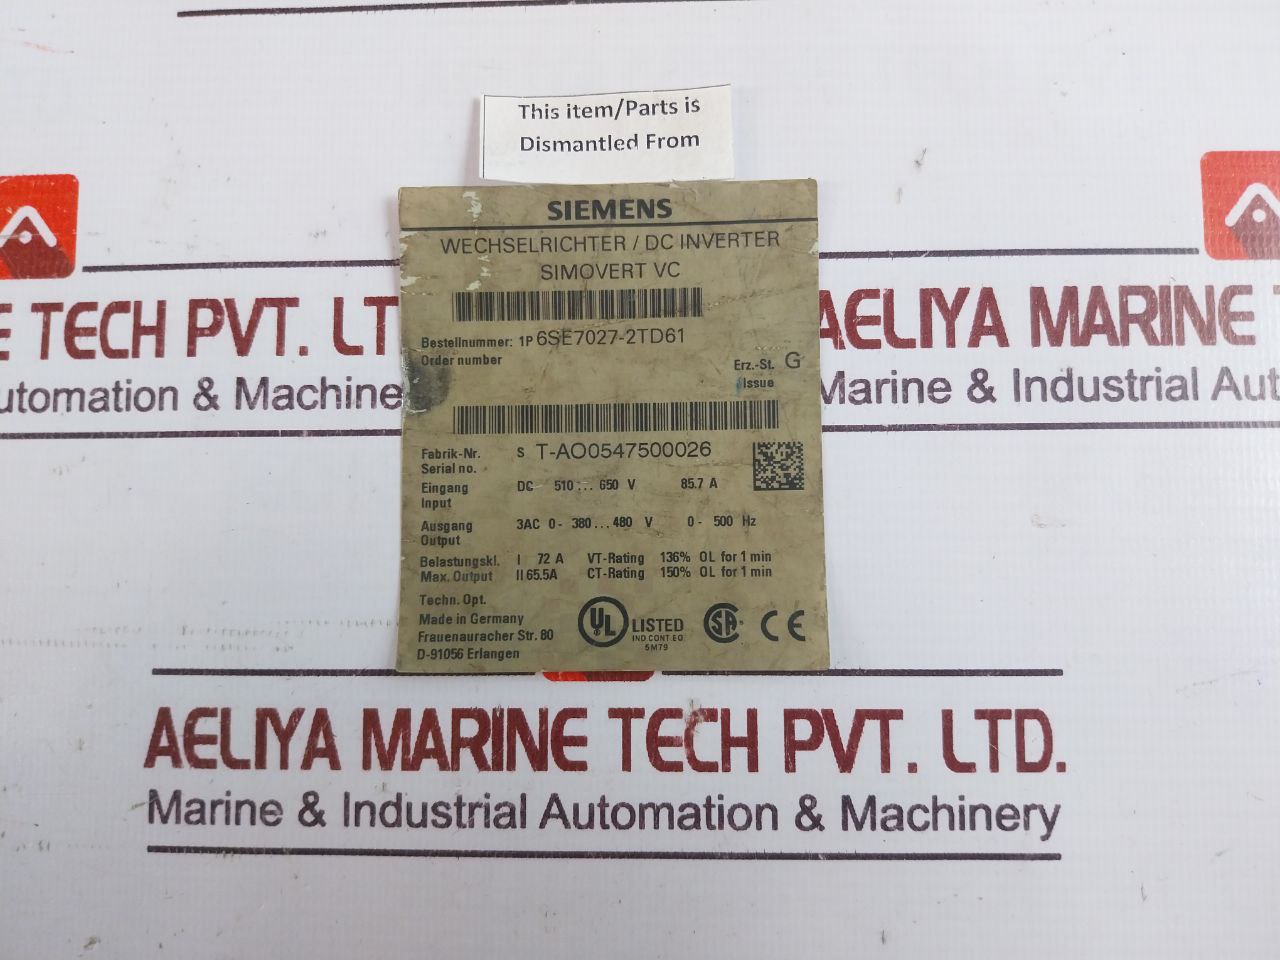 This item/Parts is
Dismantled From
SIEMENS
WECHSELRICHTER / DC INVERTER
SIMOVERT VC
Bestellnummer: 1P 6SE7027-2TD61
Order number
Erz.-St. G
Issue
Fabrik-Nr. S T-AO0547500026
Serial no.
Eingang DC 510 ... 650 V 85.7 A
Input
Ausgang 3AC 0- 380...480 V 0- 500 Hz
Output
Belastungskl. I 72 A VT-Rating 136% OL for 1 min
Max. Output II 65.5A CT-Rating 150% OL for 1 min
Techn. Opt.
Made in Germany
Frauenauracher Str. 80
D-91056 Erlangen
UL LISTED
IND CONT EQ
5M79
SA
CE
E TECH PVT. LT
utomation & Machine
AELIYA MARINE T
Marine & Industrial Aut
AELIYA MARINE TECH PVT. LTD.
Marine & Industrial Automation & Machinery